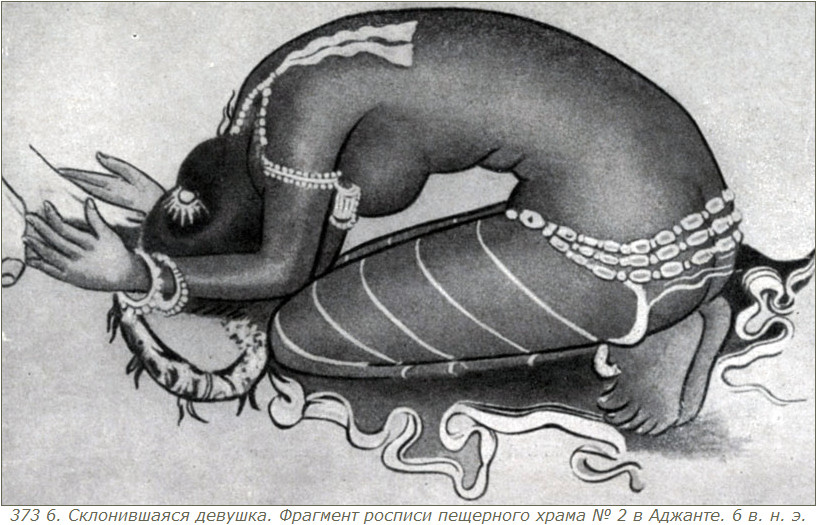 373 б. Склонившаяся девушка. Фрагмент росписи пещерного храма № 2 в Аджанте. 6 в. н. э.